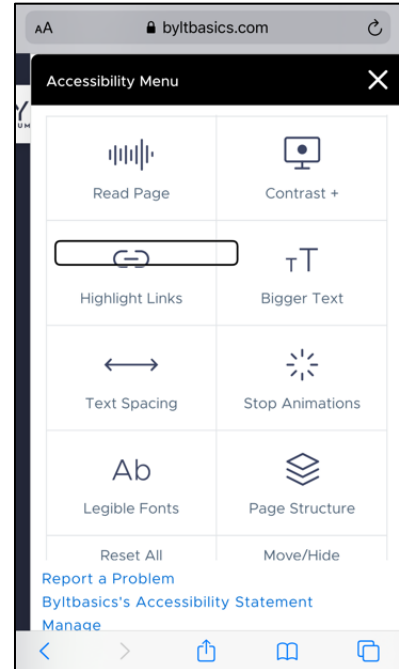 AA byltbasics.com
Accessibility Menu
Read Page Contrast +
TT
Highlight Links Bigger Text
Text Spacing Stop Animations
Ab
Legible Fonts Page Structure
Reset All Move/Hide
Report a Problem
Byltbasics's Accessibility Statement
Manage